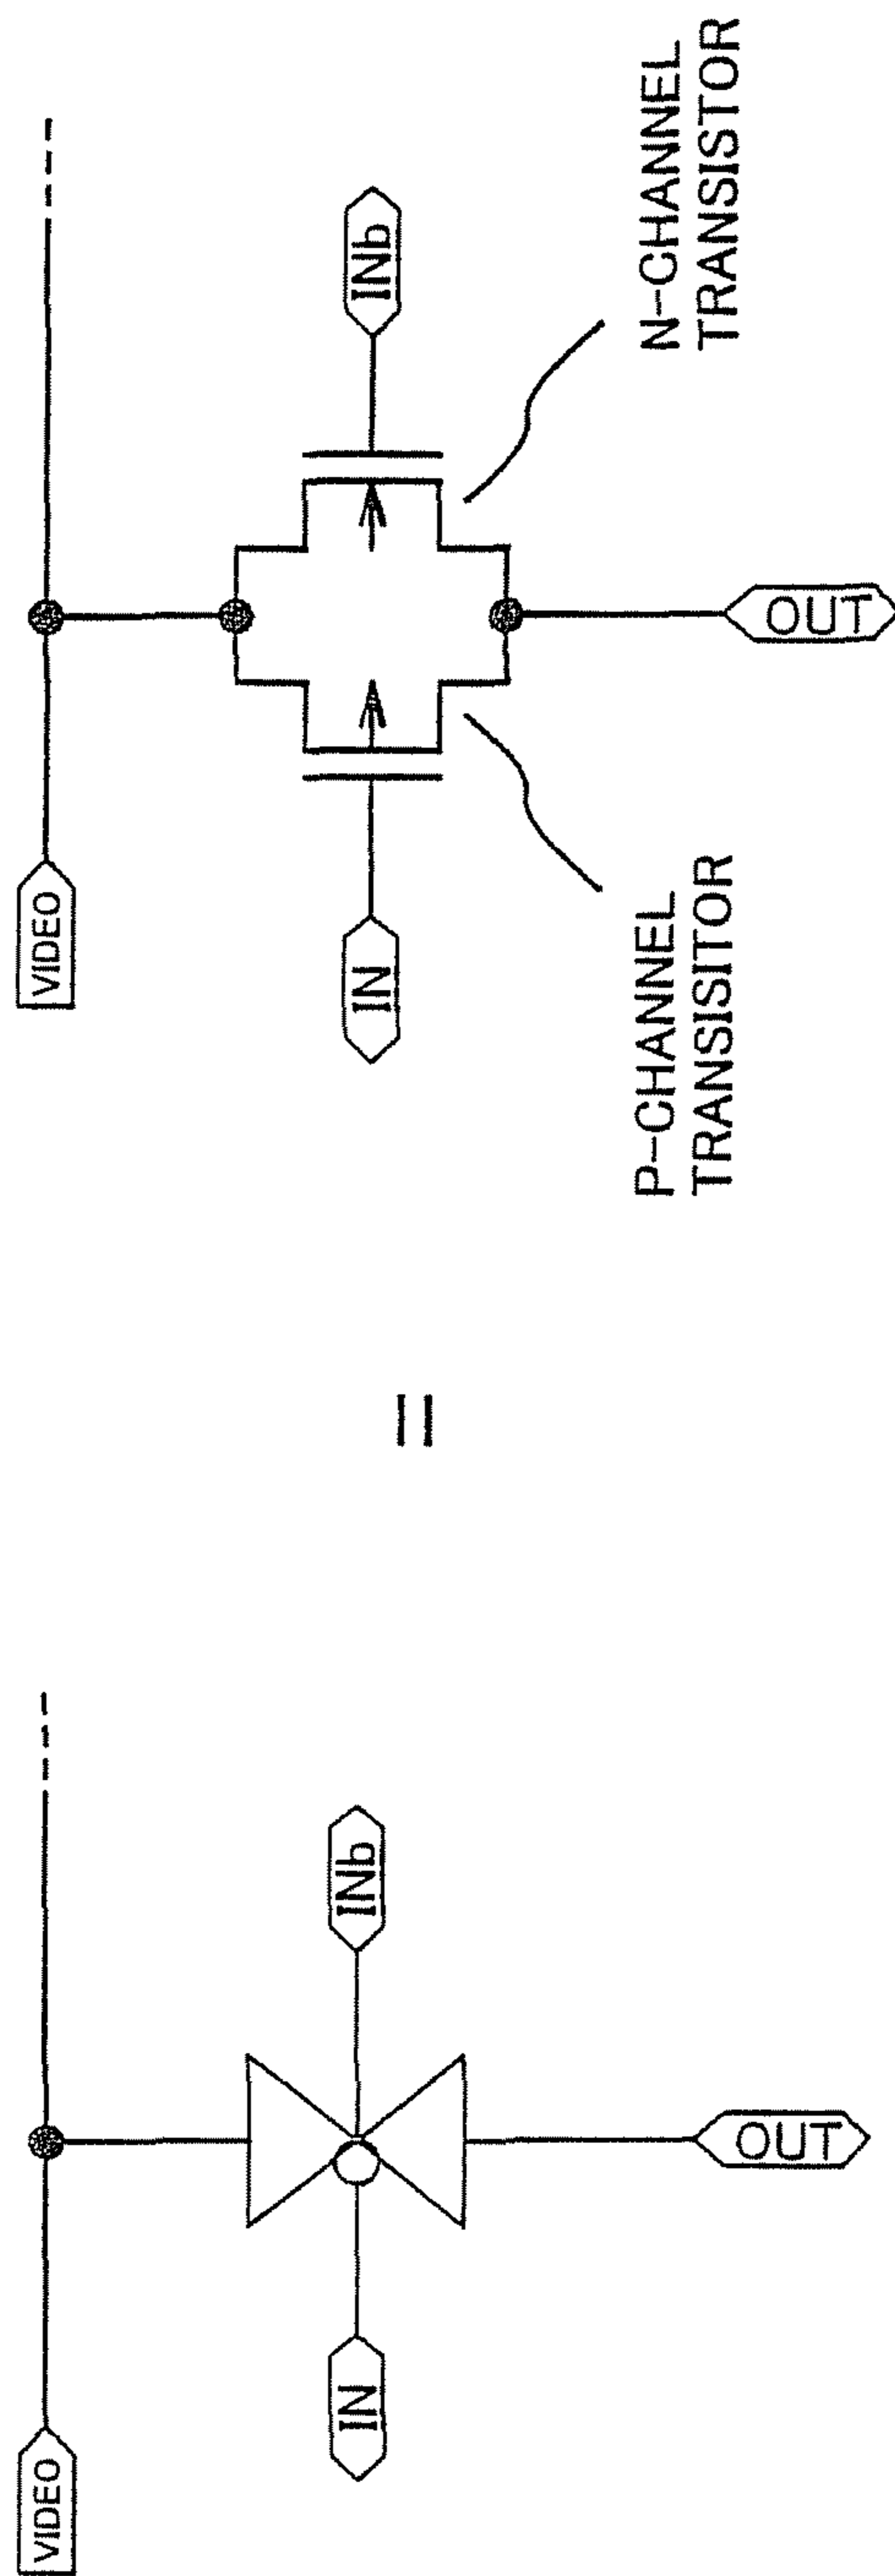 VIDEO
IN
INb
OUT
=
VIDEO
IN
INb
OUT
P-CHANNEL
TRANSISITOR
N-CHANNEL
TRANSISTOR